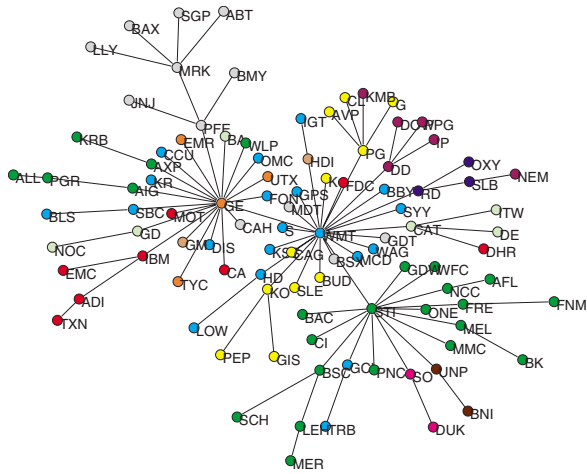 SGP
ABT
BAX
LLY
MRK
BMY
JNJ
CL
KMB
G
AVP
IGT
PFE
PPG
KRB
EMR
BA
WLP
IP
CCU
OMC
HDI
PG
DD
OXY
AXP
ALL
PGR
KR
UTX
K
FDC
SLB
NEM
AIG
FON
GPS
BBY
RD
BLS
SBC
MOT
GE
MDT
SYY
ITW
NOC
GD
CAH
S
WMT
CAT
GM
DIS
GDT
DE
EMC
IBM
KSS
CAG
BSX
WAG
MCD
DHR
TYC
CA
HD
BUD
GDW
WFC
AFL
ADI
KO
SLE
NCC
TXN
STI
ONE
FRE
FNM
BAC
LOW
CI
MEL
PEP
GIS
MMC
BK
BSC
GCI
PNC
SO
UNP
SCH
LEH
TRB
DUK
BNI
MER